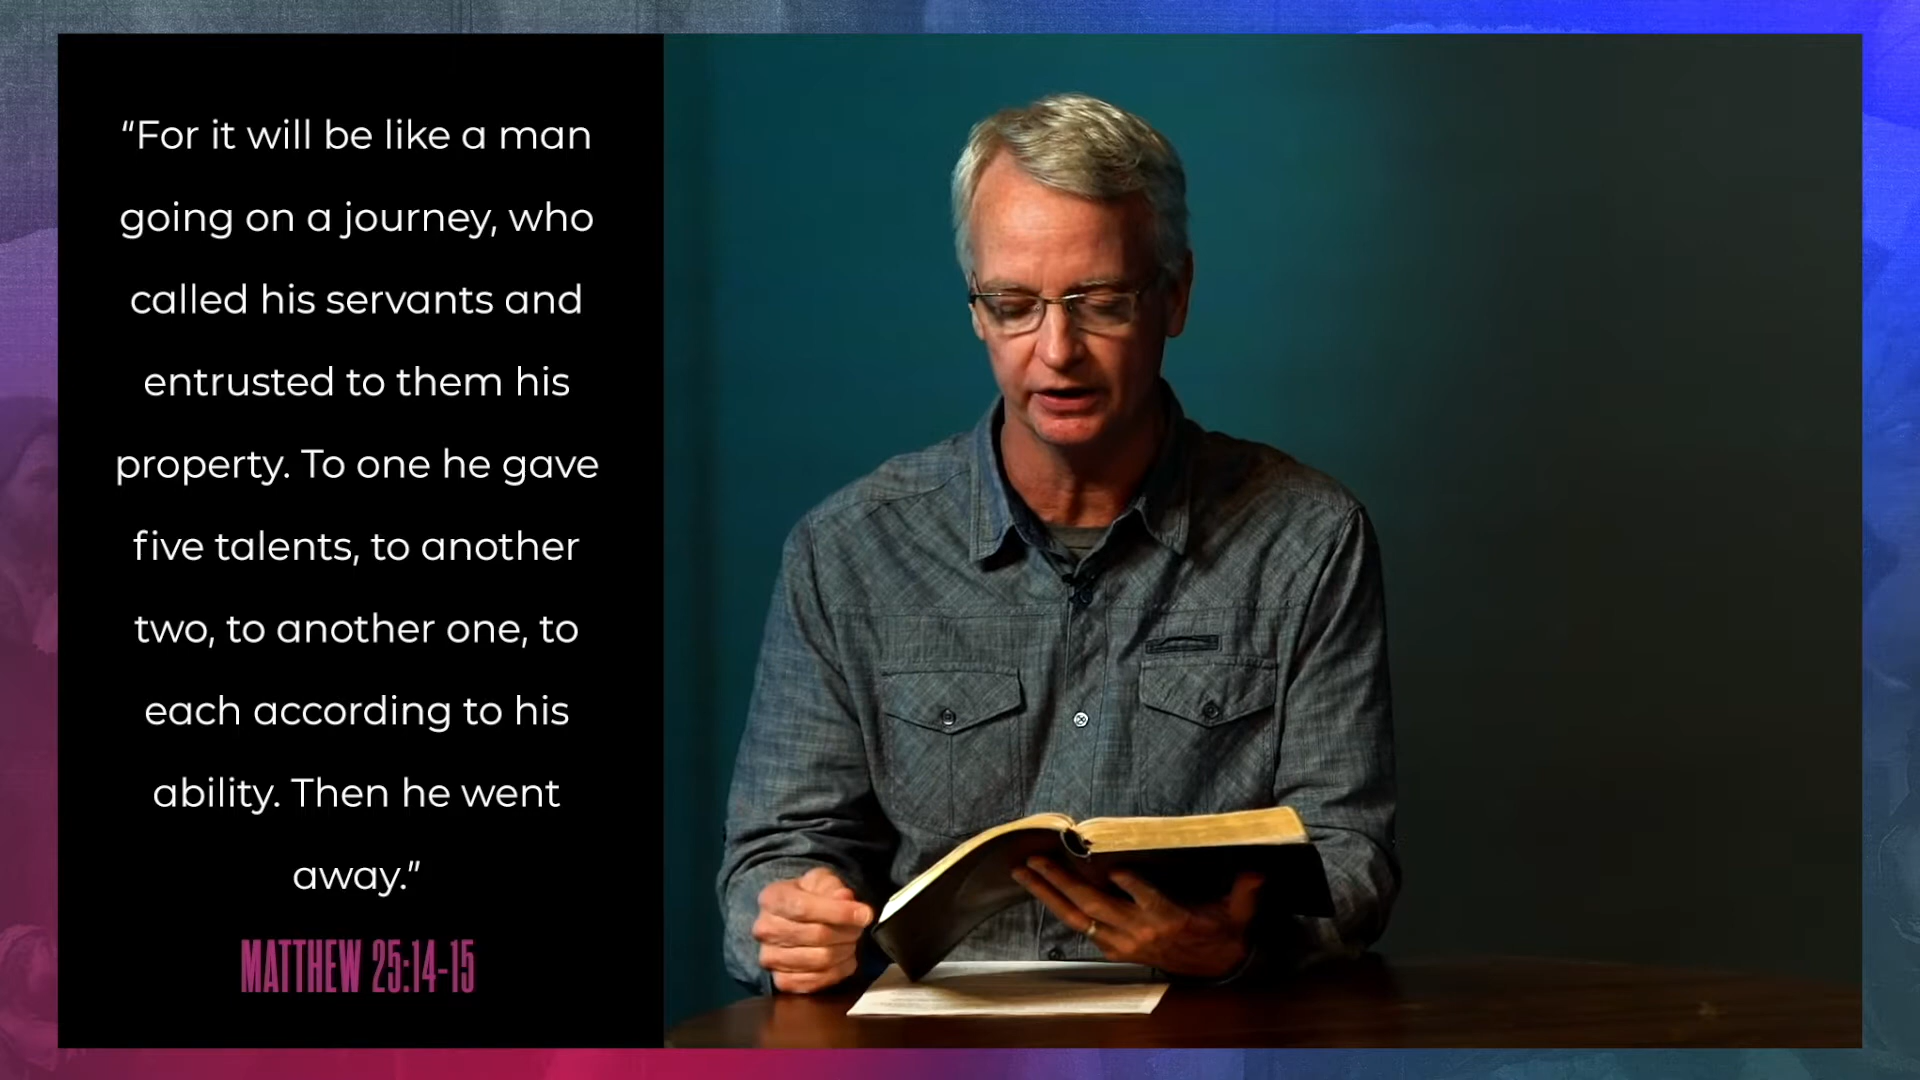 “For it will be like a man
going on a journey, who
called his servants and
entrusted to them his
property. To one he gave
five talents, to another
two, to another one, to
each according to his
ability. Then he went
away.”
MATTHEW 25:14-15